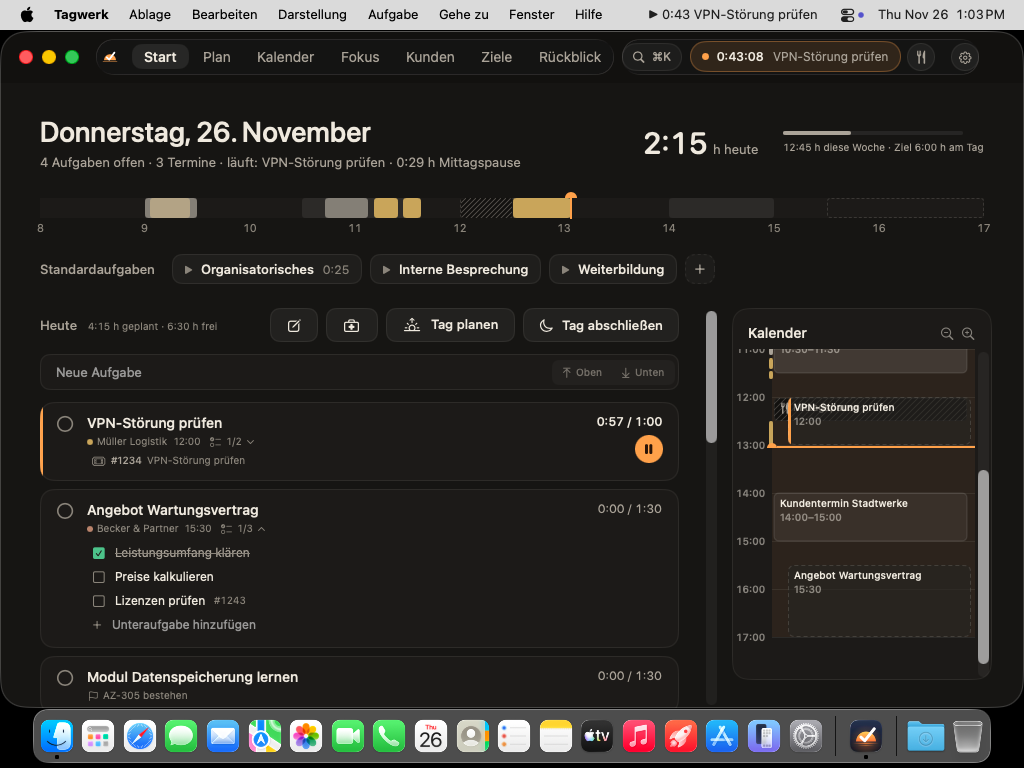 Tagwerk Ablage Bearbeiten Darstellung Aufgabe Gehe zu Fenster Hilfe 0:43 VPN-Störung prüfen Thu Nov 26 1:03 PM
Start Plan Kalender Fokus Kunden Ziele Rückblick ⌘K 0:43:08 VPN-Störung prüfen
Donnerstag, 26. November
4 Aufgaben offen · 3 Termine · läuft: VPN-Störung prüfen · 0:29 h Mittagspause
2:15 h heute
12:45 h diese Woche · Ziel 6:00 h am Tag
8 9 10 11 12 13 14 15 16 17
Standardaufgaben Organisatorisches 0:25 Interne Besprechung Weiterbildung +
Heute 4:15 h geplant · 6:30 h frei Tag planen Tag abschließen
Neue Aufgabe Oben Unten
VPN-Störung prüfen 0:57 / 1:00
Müller Logistik 12:00 1/2
#1234 VPN-Störung prüfen
Angebot Wartungsvertrag 0:00 / 1:30
Becker & Partner 15:30 1/3
Leistungsumfang klären
Preise kalkulieren
Lizenzen prüfen #1243
+ Unteraufgabe hinzufügen
Modul Datenspeicherung lernen 0:00 / 1:30
AZ-305 bestehen
Kalender
11:00 10:30–11:30
12:00 VPN-Störung prüfen
12:00
13:00
14:00 Kundentermin Stadtwerke
14:00–15:00
15:00
Angebot Wartungsvertrag
16:00 15:30
17:00
Thu
26
tv